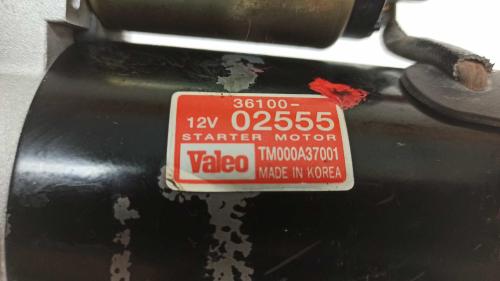 36100-
12V 02555
STARTER MOTOR
Valeo TM000A37001
MADE IN KOREA